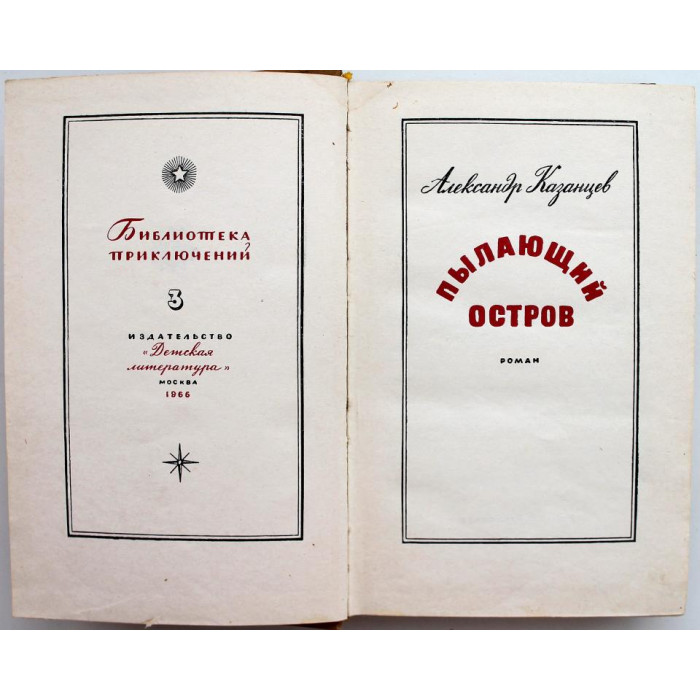 Библиотека
приключений
3
ИЗДАТЕЛЬСТВО
«Детская
литература»
МОСКВА
1966
Александр Казанцев
ПЫЛАЮЩИЙ
ОСТРОВ
РОМАН